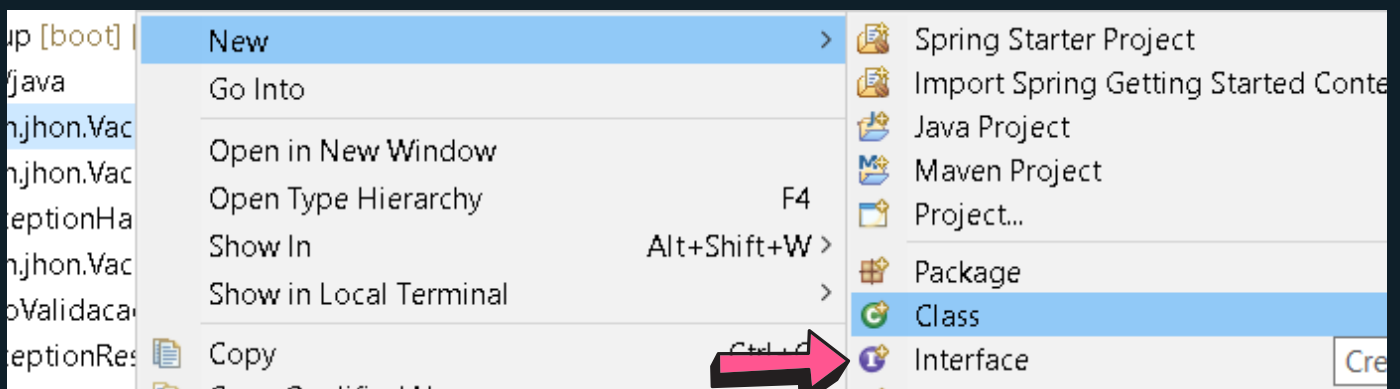 up [boot]
/java
n.jhon.Vac
n.jhon.Vac
eptionHa
n.jhon.Vac
oValidaca
eptionRes
New
Go Into
Open in New Window
Open Type Hierarchy F4
Show In Alt+Shift+W
Show in Local Terminal
Copy
Spring Starter Project
Import Spring Getting Started Conte
Java Project
Maven Project
Project...
Package
Class
Interface
Cre